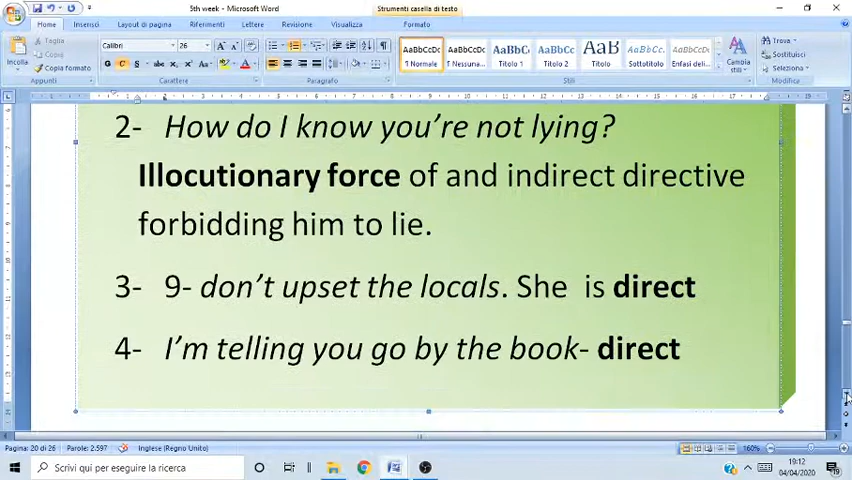 5th week - Microsoft Word
Strumenti casella di testo
Home Inserisci Layout di pagina Riferimenti Lettere Revisione Visualizza Formato
Incolla
Taglia
Copia
Copia formato
Appunti
Calibri 26
G C S
Carattere
Paragrafo
AaBbCcDc AaBbCcDc AaBbC AaBbCc AaB AaBbCc. AaBbCcD
¶ Normale ¶ Nessuna... Titolo 1 Titolo 2 Titolo Sottotitolo Enfasi deli...
Stili
Cambia stili
Trova
Sostituisci
Seleziona
Modifica
2- How do I know you're not lying?
Illocutionary force of and indirect directive
forbidding him to lie.
3- 9- don't upset the locals. She is direct
4- I'm telling you go by the book- direct
Pagina: 20 di 26 Parole: 2.597 Inglese (Regno Unito) 160%
Scrivi qui per eseguire la ricerca
19:12
04/04/2020